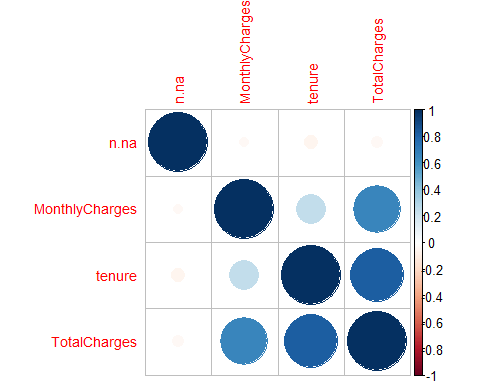 n.na
MonthlyCharges
tenure
TotalCharges
n.na
MonthlyCharges
tenure
TotalCharges
1
0.8
0.6
0.4
0.2
0
-0.2
-0.4
-0.6
-0.8
-1